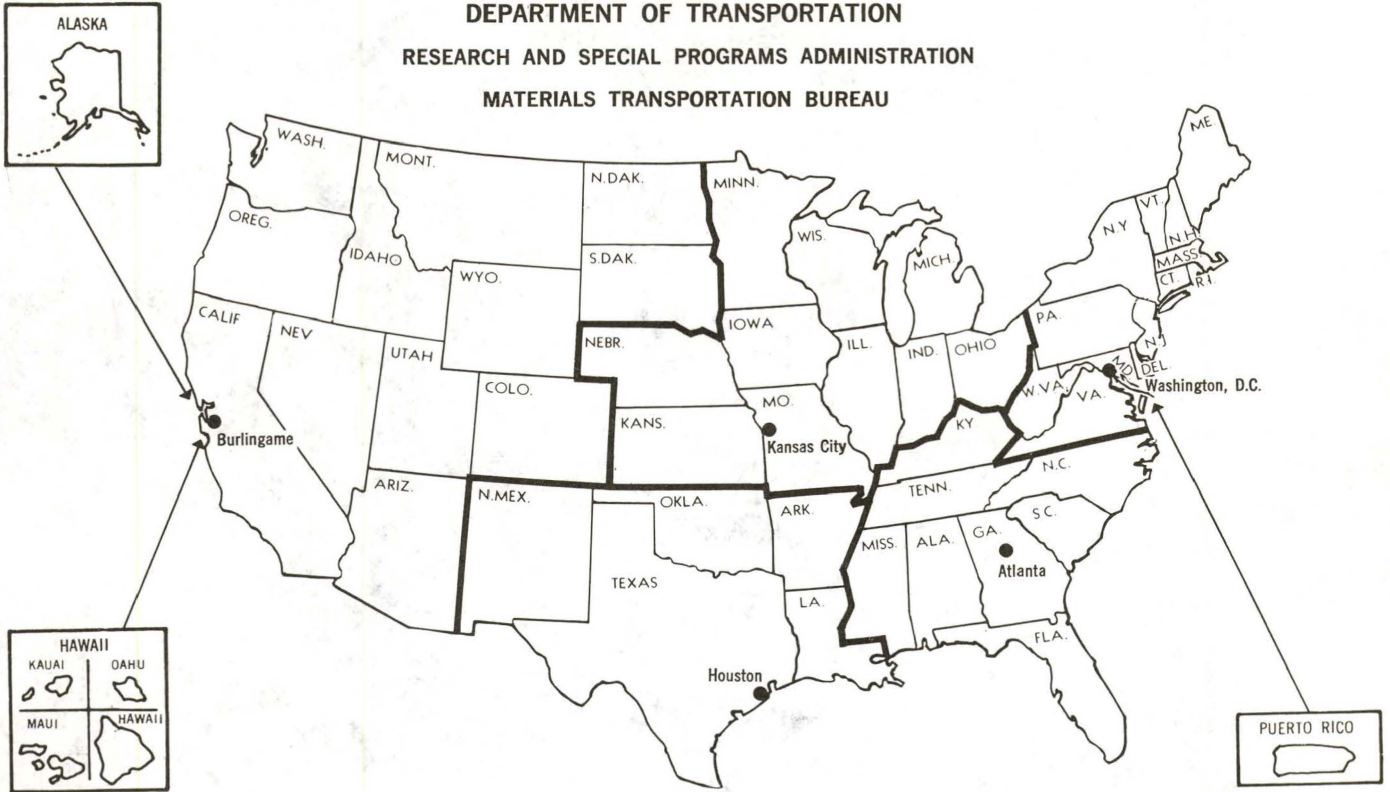 DEPARTMENT OF TRANSPORTATION
RESEARCH AND SPECIAL PROGRAMS ADMINISTRATION
MATERIALS TRANSPORTATION BUREAU
ALASKA
WASH.
MONT.
N.DAK.
MINN.
ME
OREG.
IDAHO
WYO.
S.DAK.
WIS.
MICH.
N.Y
VT.
N.H.
MASS.
CT.
R.I.
CALIF
NEV
UTAH
COLO.
NEBR.
IOWA
ILL.
IND.
OHIO
PA.
N.J
MD
DEL.
Washington, D.C.
W.VA.
VA.
KANS.
MO.
Kansas City
KY
Burlingame
ARIZ.
N.MEX.
OKLA.
ARK.
TENN.
N.C.
S.C.
MISS.
ALA.
GA.
Atlanta
TEXAS
LA.
FLA.
Houston
HAWAII
KAUAI
OAHU
MAUI
HAWAII
PUERTO RICO